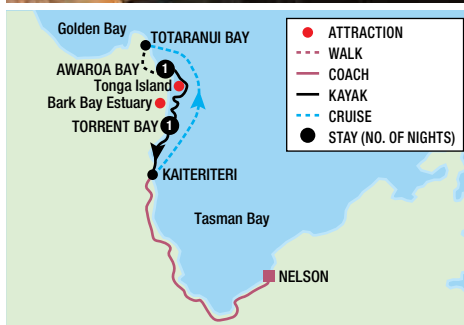 Golden Bay
TOTARANUI BAY
AWAROA BAY 1
Tonga Island
Bark Bay Estuary
TORRENT BAY 1
KAITERITERI
Tasman Bay
NELSON
ATTRACTION
WALK
COACH
KAYAK
CRUISE
STAY (NO. OF NIGHTS)